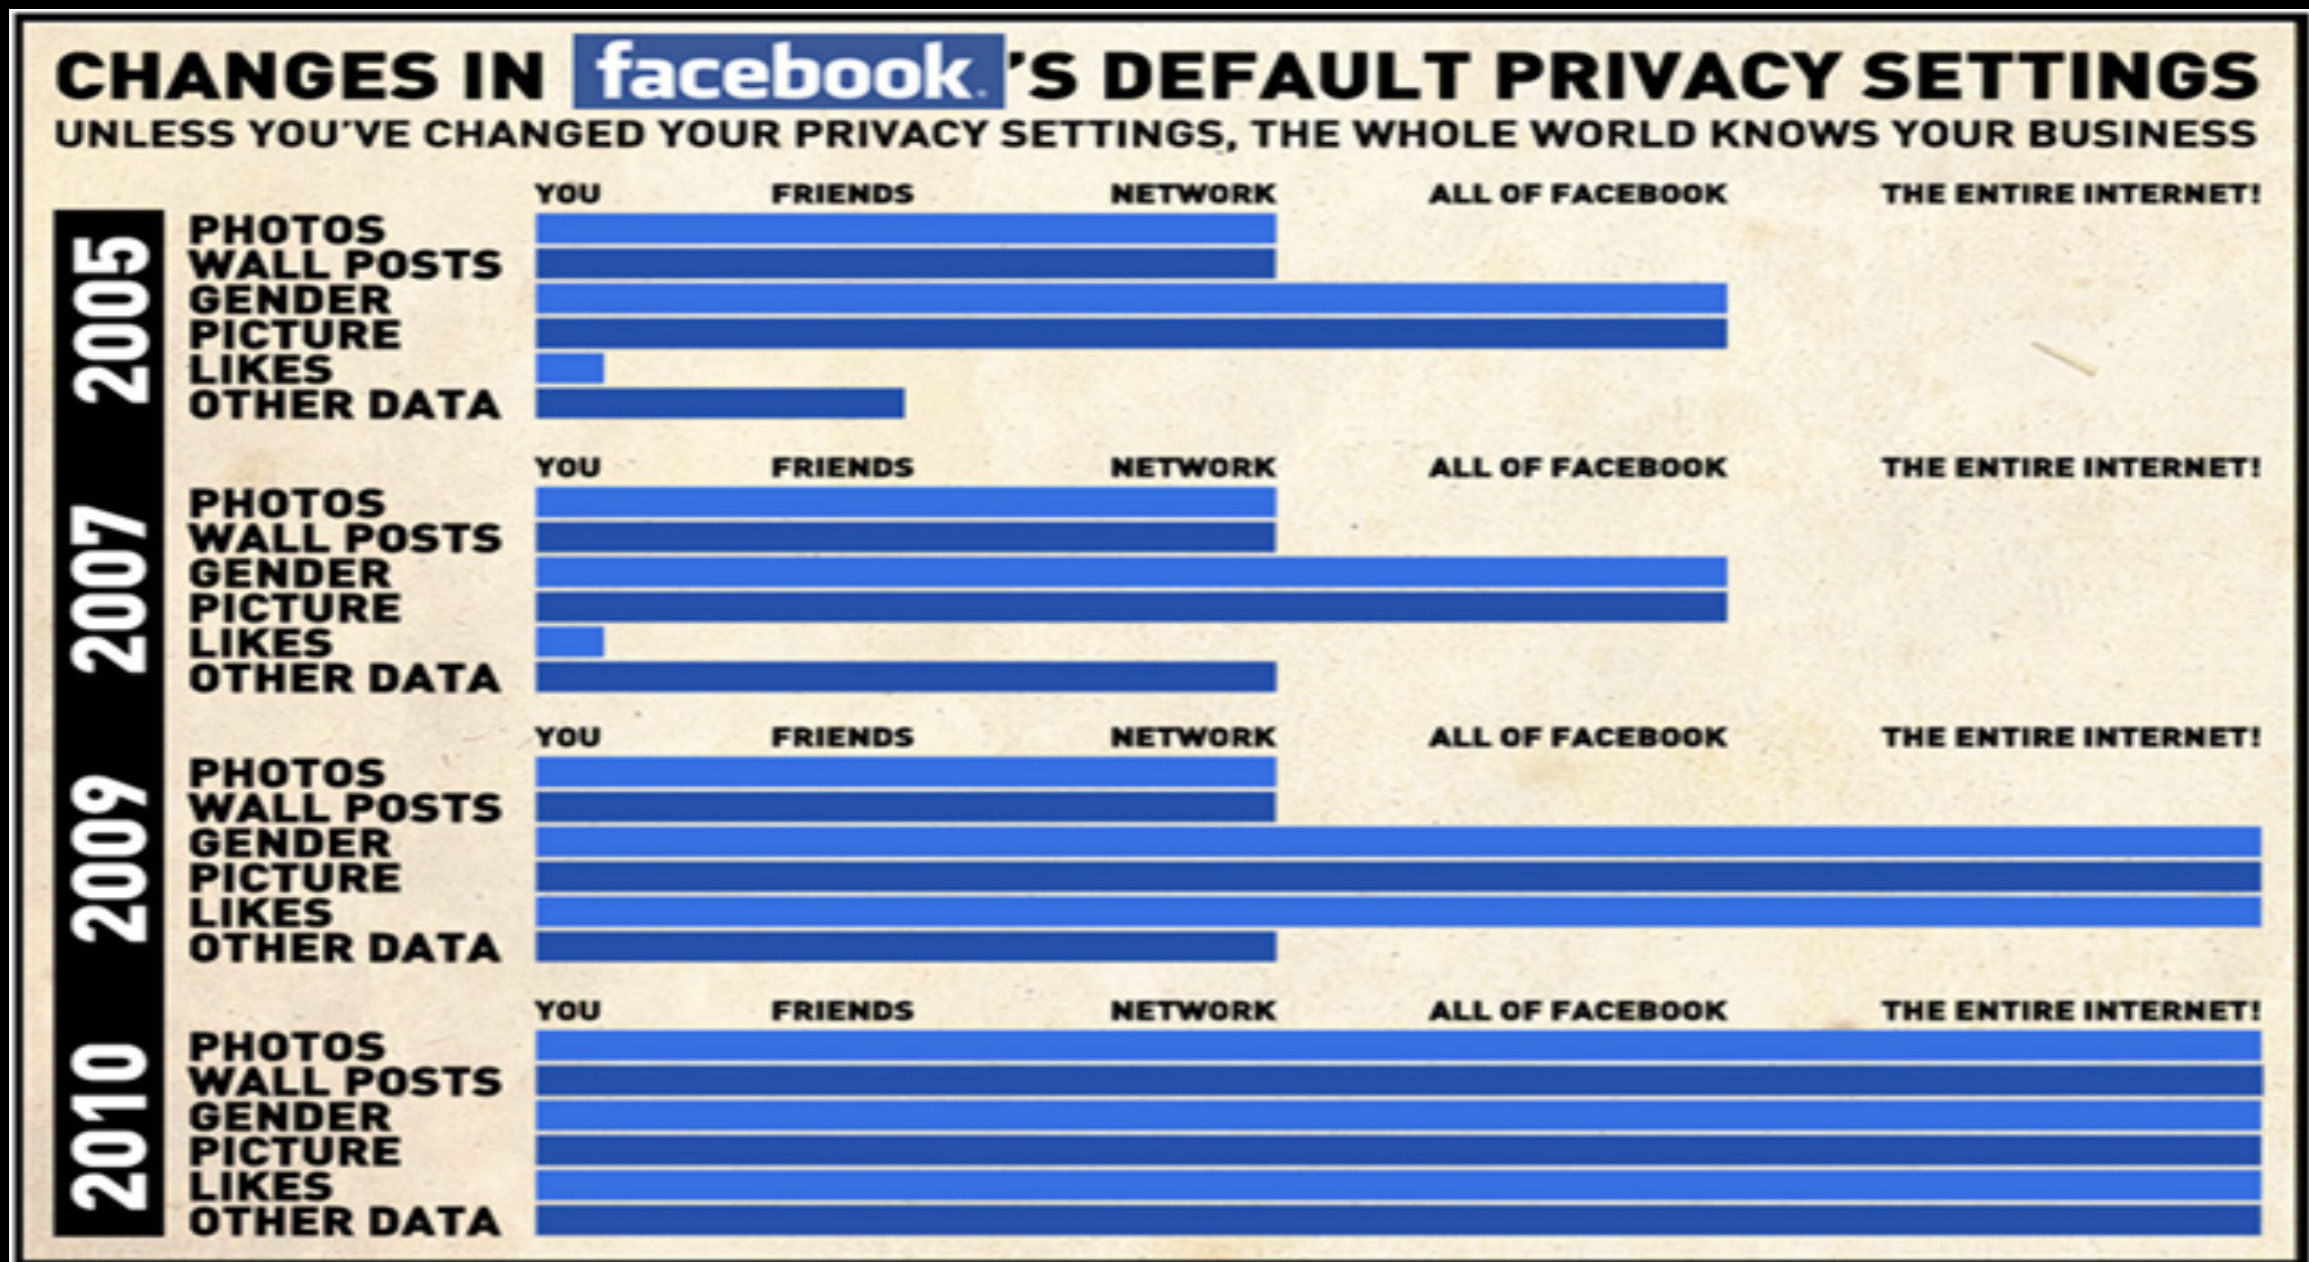 CHANGES IN facebook.'S DEFAULT PRIVACY SETTINGS
UNLESS YOU'VE CHANGED YOUR PRIVACY SETTINGS, THE WHOLE WORLD KNOWS YOUR BUSINESS
2005
YOU FRIENDS NETWORK ALL OF FACEBOOK THE ENTIRE INTERNET!
PHOTOS
WALL POSTS
GENDER
PICTURE
LIKES
OTHER DATA
2007
YOU FRIENDS NETWORK ALL OF FACEBOOK THE ENTIRE INTERNET!
PHOTOS
WALL POSTS
GENDER
PICTURE
LIKES
OTHER DATA
2009
YOU FRIENDS NETWORK ALL OF FACEBOOK THE ENTIRE INTERNET!
PHOTOS
WALL POSTS
GENDER
PICTURE
LIKES
OTHER DATA
2010
YOU FRIENDS NETWORK ALL OF FACEBOOK THE ENTIRE INTERNET!
PHOTOS
WALL POSTS
GENDER
PICTURE
LIKES
OTHER DATA